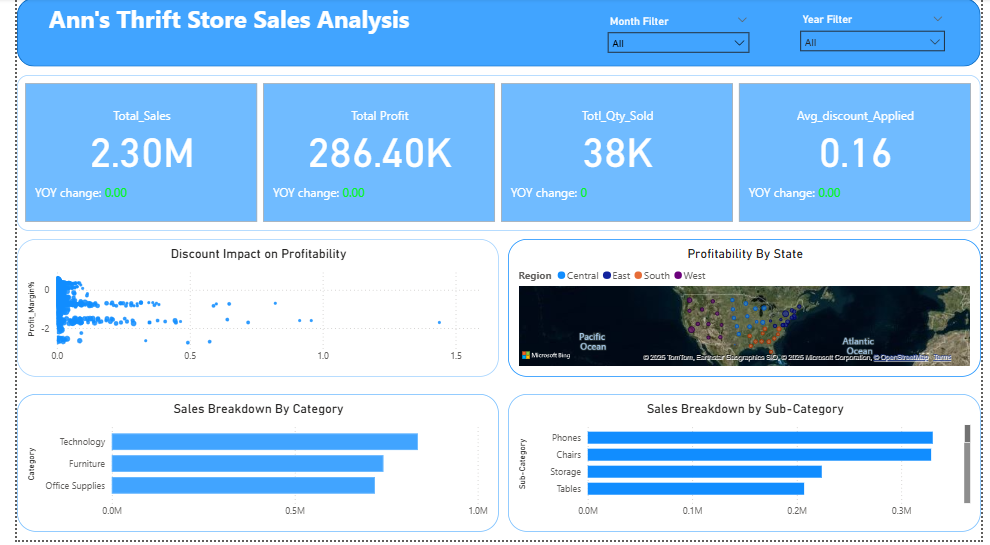 Ann's Thrift Store Sales Analysis
Month Filter
All
Year Filter
All
Total_Sales
2.30M
YOY change: 0.00
Total Profit
286.40K
YOY change: 0.00
Totl_Qty_Sold
38K
YOY change: 0
Avg_discount_Applied
0.16
YOY change: 0.00
Discount Impact on Profitability
Profit_Margin%
0
-2
0.0 0.5 1.0 1.5
Profitability By State
Region Central East South West
Pacific
Ocean
Atlantic
Ocean
Microsoft Bing
© 2025 TomTom, Earthstar Geographics SIO, © 2025 Microsoft Corporation, © OpenStreetMap Terms
Sales Breakdown By Category
Category
Technology
Furniture
Office Supplies
0.0M 0.5M 1.0M
Sales Breakdown by Sub-Category
Sub-Category
Phones
Chairs
Storage
Tables
0.0M 0.1M 0.2M 0.3M